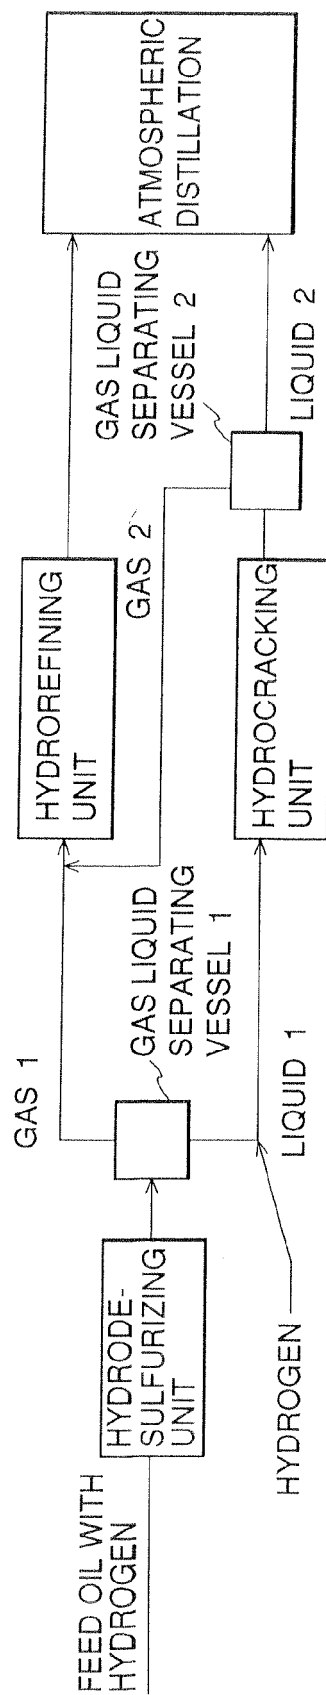 FEED OIL WITH
HYDROGEN
HYDRODE-
SULFURIZING
UNIT
GAS 1
GAS LIQUID
SEPARATING
VESSEL 1
HYDROGEN
LIQUID 1
HYDROREFINING
UNIT
HYDROCRACKING
UNIT
GAS 2
GAS LIQUID
SEPARATING
VESSEL 2
LIQUID 2
ATMOSPHERIC
DISTILLATION